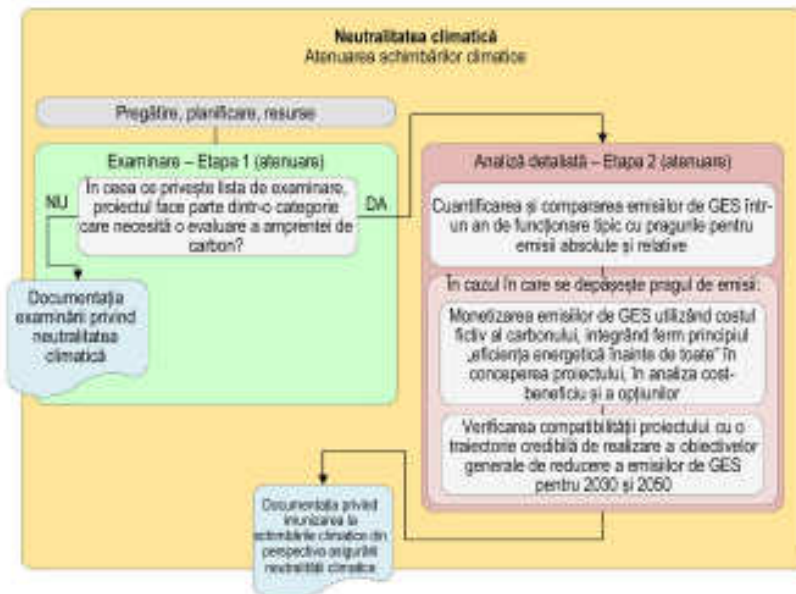 Neutralitatea climatică
Atenuarea schimbărilor climatice
Pregătire, planificare, resurse
Examinare – Etapa 1 (atenuare)
În ceea ce privește lista de examinare,
proiectul face parte dintr-o categorie
care necesită o evaluare a amprentei de
carbon?
NU
DA
Documentația
examinării privind
neutralitatea
climatică
Analiză detaliată – Etapa 2 (atenuare)
Cuantificarea și compararea emisiilor de GES într-
un an de funcționare tipic cu pragurile pentru
emisii absolute și relative
În cazul în care se depășește pragul de emisii:
Monetizarea emisiilor de GES utilizând costul
fictiv al carbonului, integrând ferm principiul
„eficiența energetică înainte de toate” în
conceperea proiectului, în analiza cost-
beneficiu și a opțiunilor
Verificarea compatibilității proiectului cu o
traiectorie credibilă de realizare a obiectivelor
generale de reducere a emisiilor de GES
pentru 2030 și 2050
Documentația privind
imunizarea la
schimbările climatice din
perspectiva asigurării
neutralității climatice